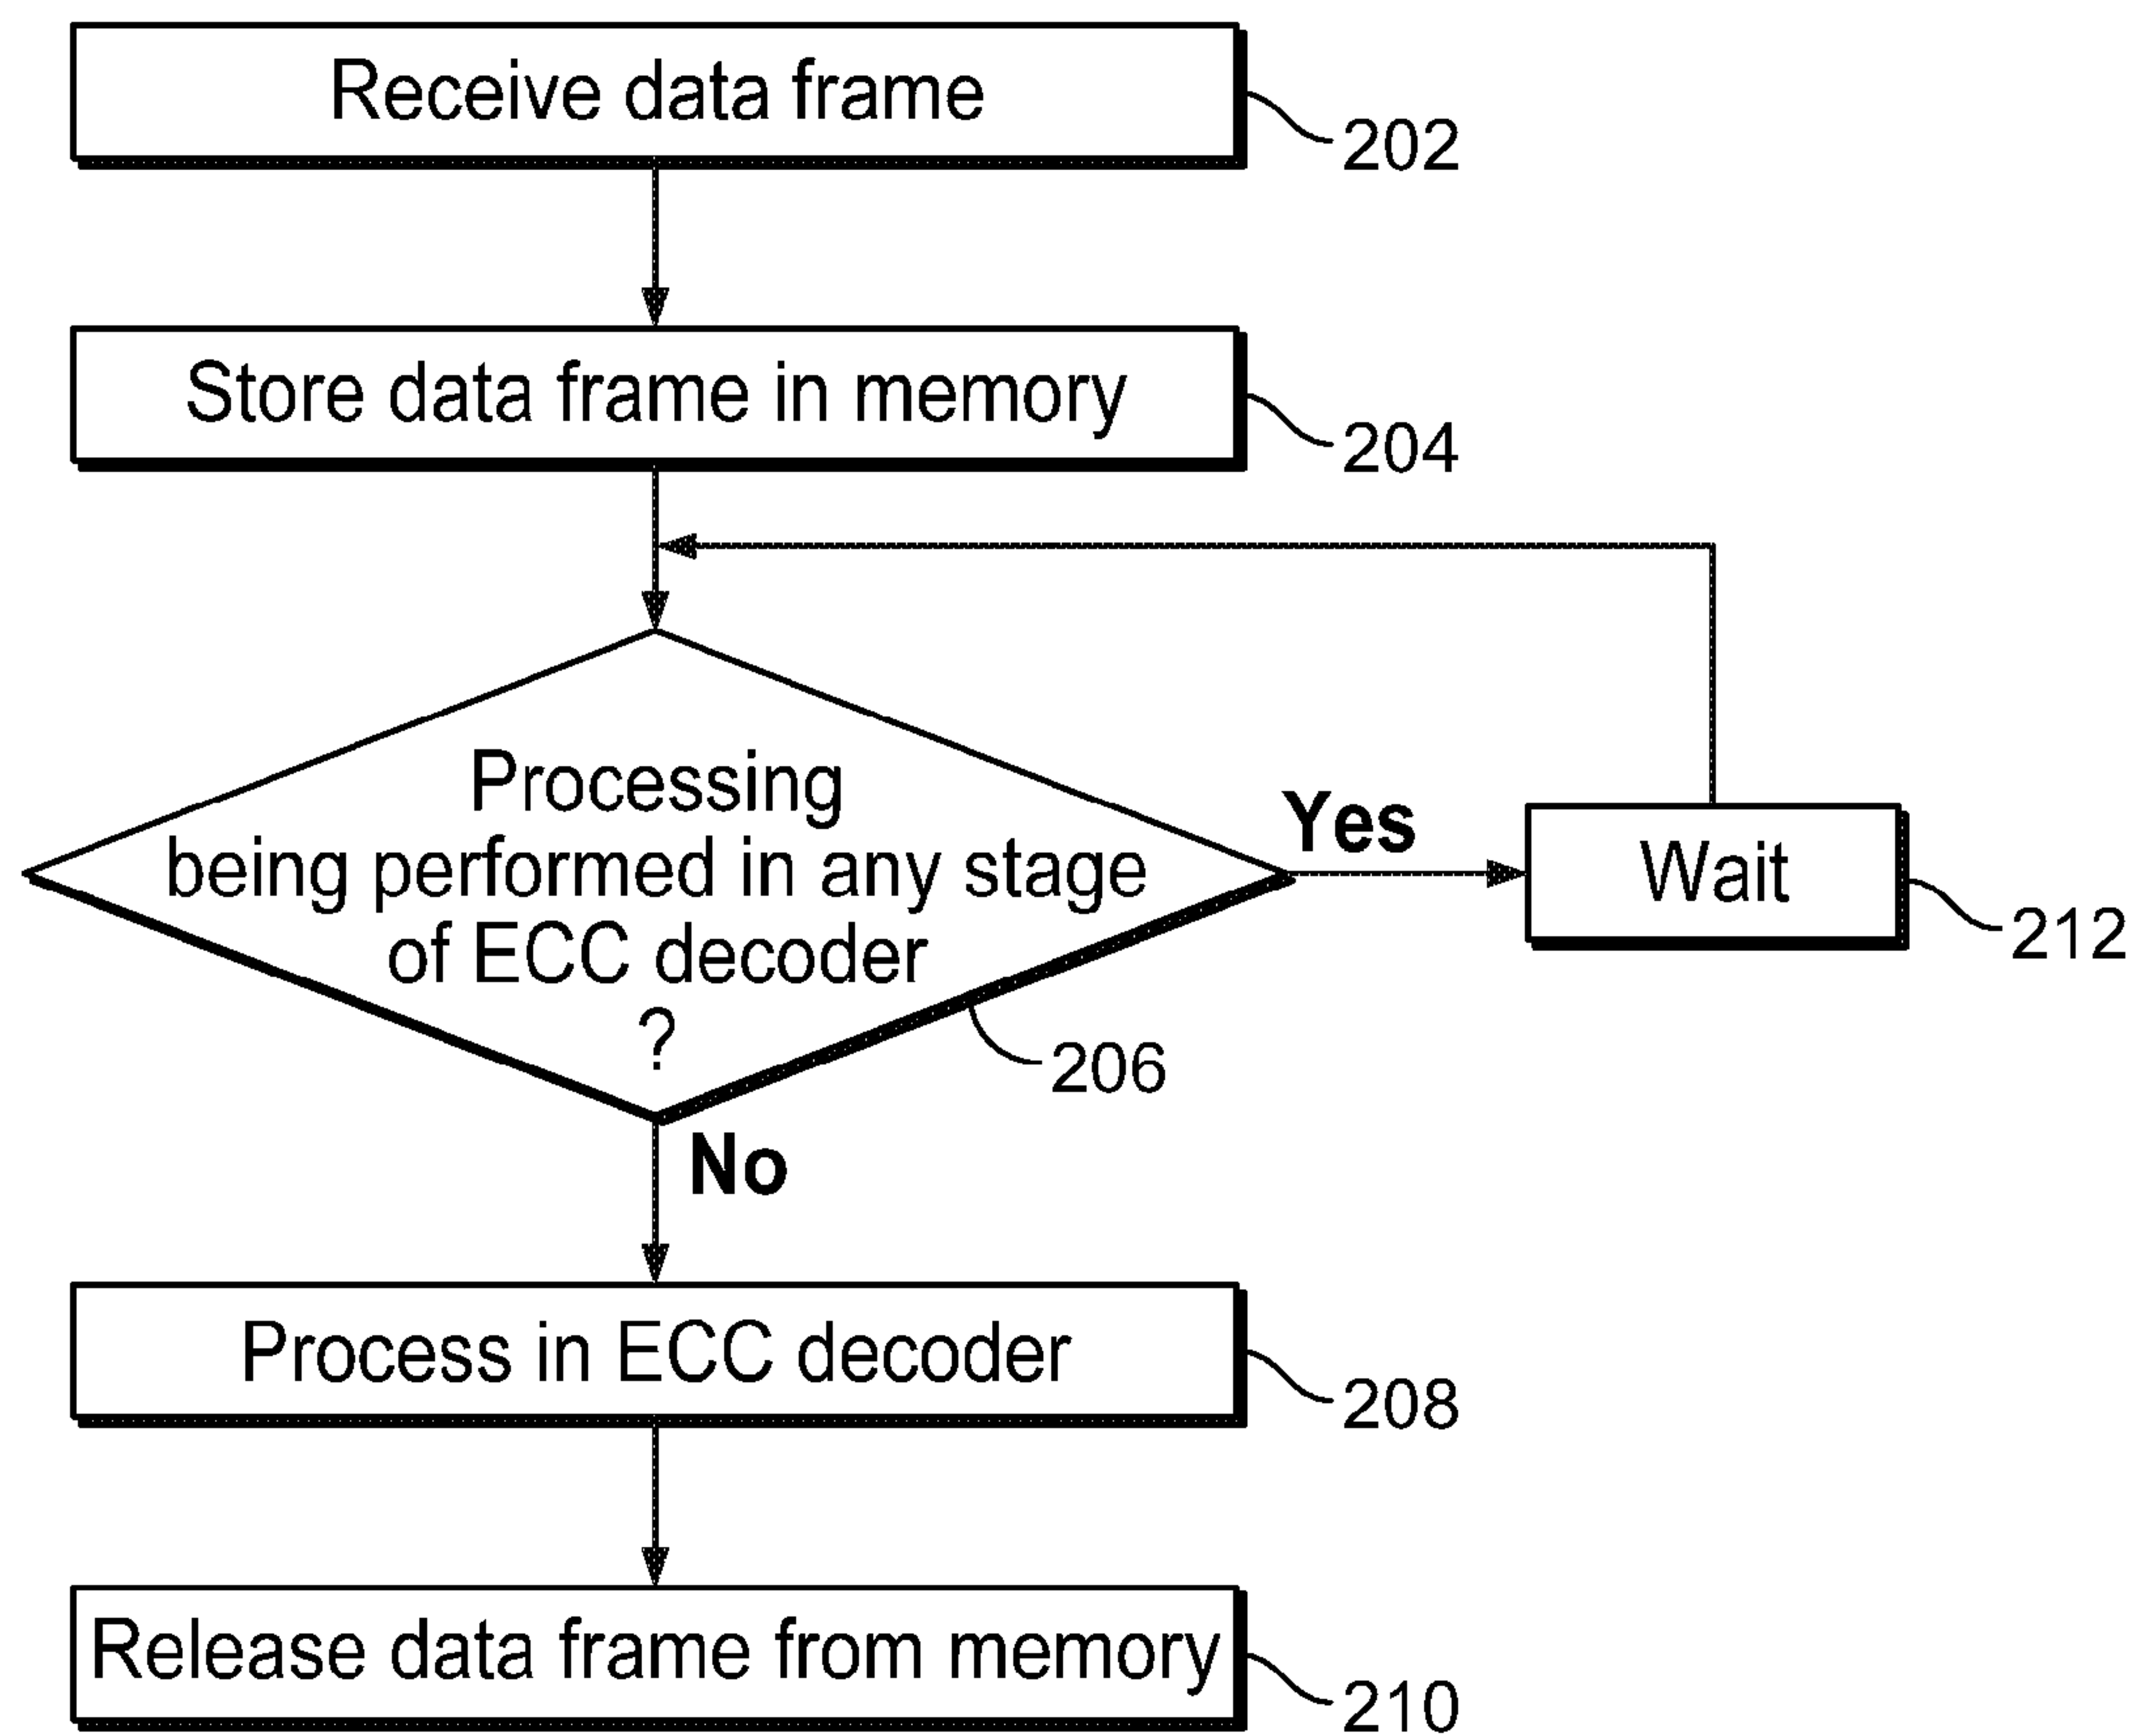 Receive data frame
202
Store data frame in memory
204
Processing
being performed in any stage
of ECC decoder
?
206
Yes
Wait
212
No
Process in ECC decoder
208
Release data frame from memory
210